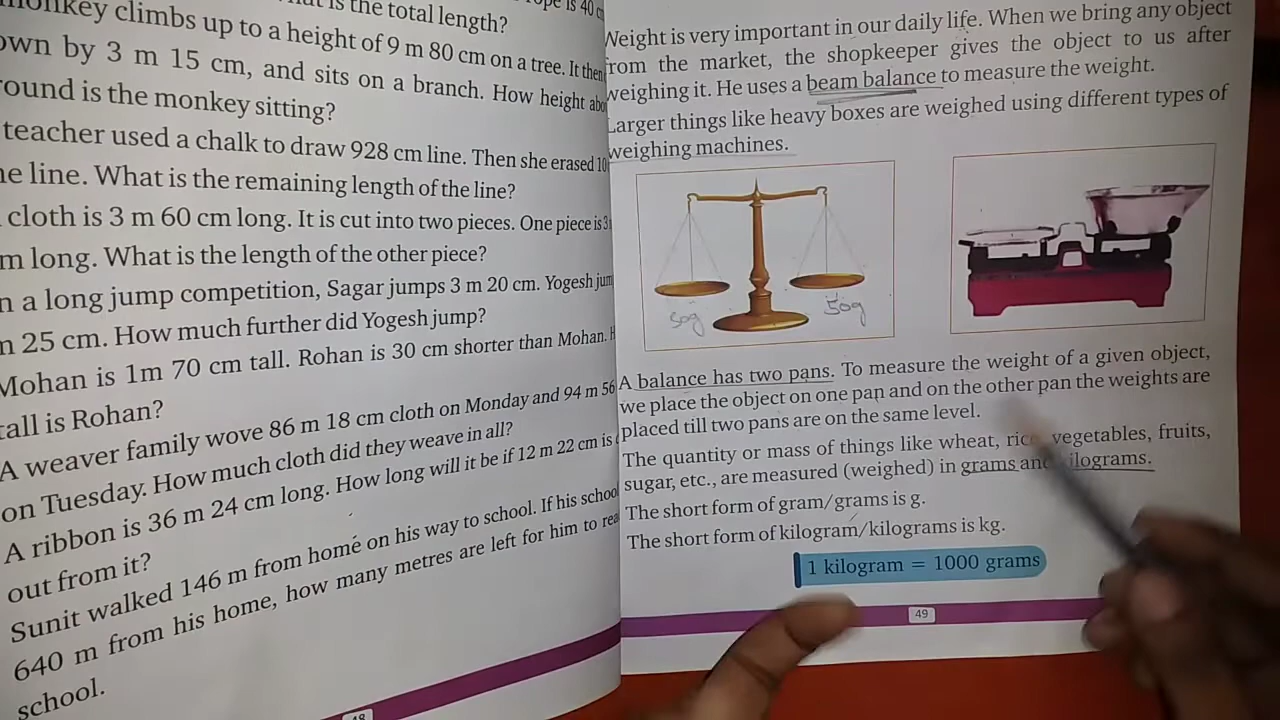 is the total length?
monkey climbs up to a height of 9 m 80 cm on a tree. It then
own by 3 m 15 cm, and sits on a branch. How height abo
round is the monkey sitting?
teacher used a chalk to draw 928 cm line. Then she erased 10
he line. What is the remaining length of the line?
cloth is 3 m 60 cm long. It is cut into two pieces. One piece is 3
m long. What is the length of the other piece?
n a long jump competition, Sagar jumps 3 m 20 cm. Yogesh jum
m 25 cm. How much further did Yogesh jump?
Mohan is 1m 70 cm tall. Rohan is 30 cm shorter than Mohan. H
tall is Rohan?
A weaver family wove 86 m 18 cm cloth on Monday and 94 m 56
on Tuesday. How much cloth did they weave in all?
A ribbon is 36 m 24 cm long. How long will it be if 12 m 22 cm is
out from it?
Sunit walked 146 m from home on his way to school. If his schoo
640 m from his home, how many metres are left for him to rea
school.
48
Weight is very important in our daily life. When we bring any object
from the market, the shopkeeper gives the object to us after
weighing it. He uses a beam balance to measure the weight.
Larger things like heavy boxes are weighed using different types of
weighing machines.
50g 50g
A balance has two pans. To measure the weight of a given object,
we place the object on one pan and on the other pan the weights are
placed till two pans are on the same level.
The quantity or mass of things like wheat, rice, vegetables, fruits,
sugar, etc., are measured (weighed) in grams and kilograms.
The short form of gram/grams is g.
The short form of kilogram/kilograms is kg.
1 kilogram = 1000 grams
49